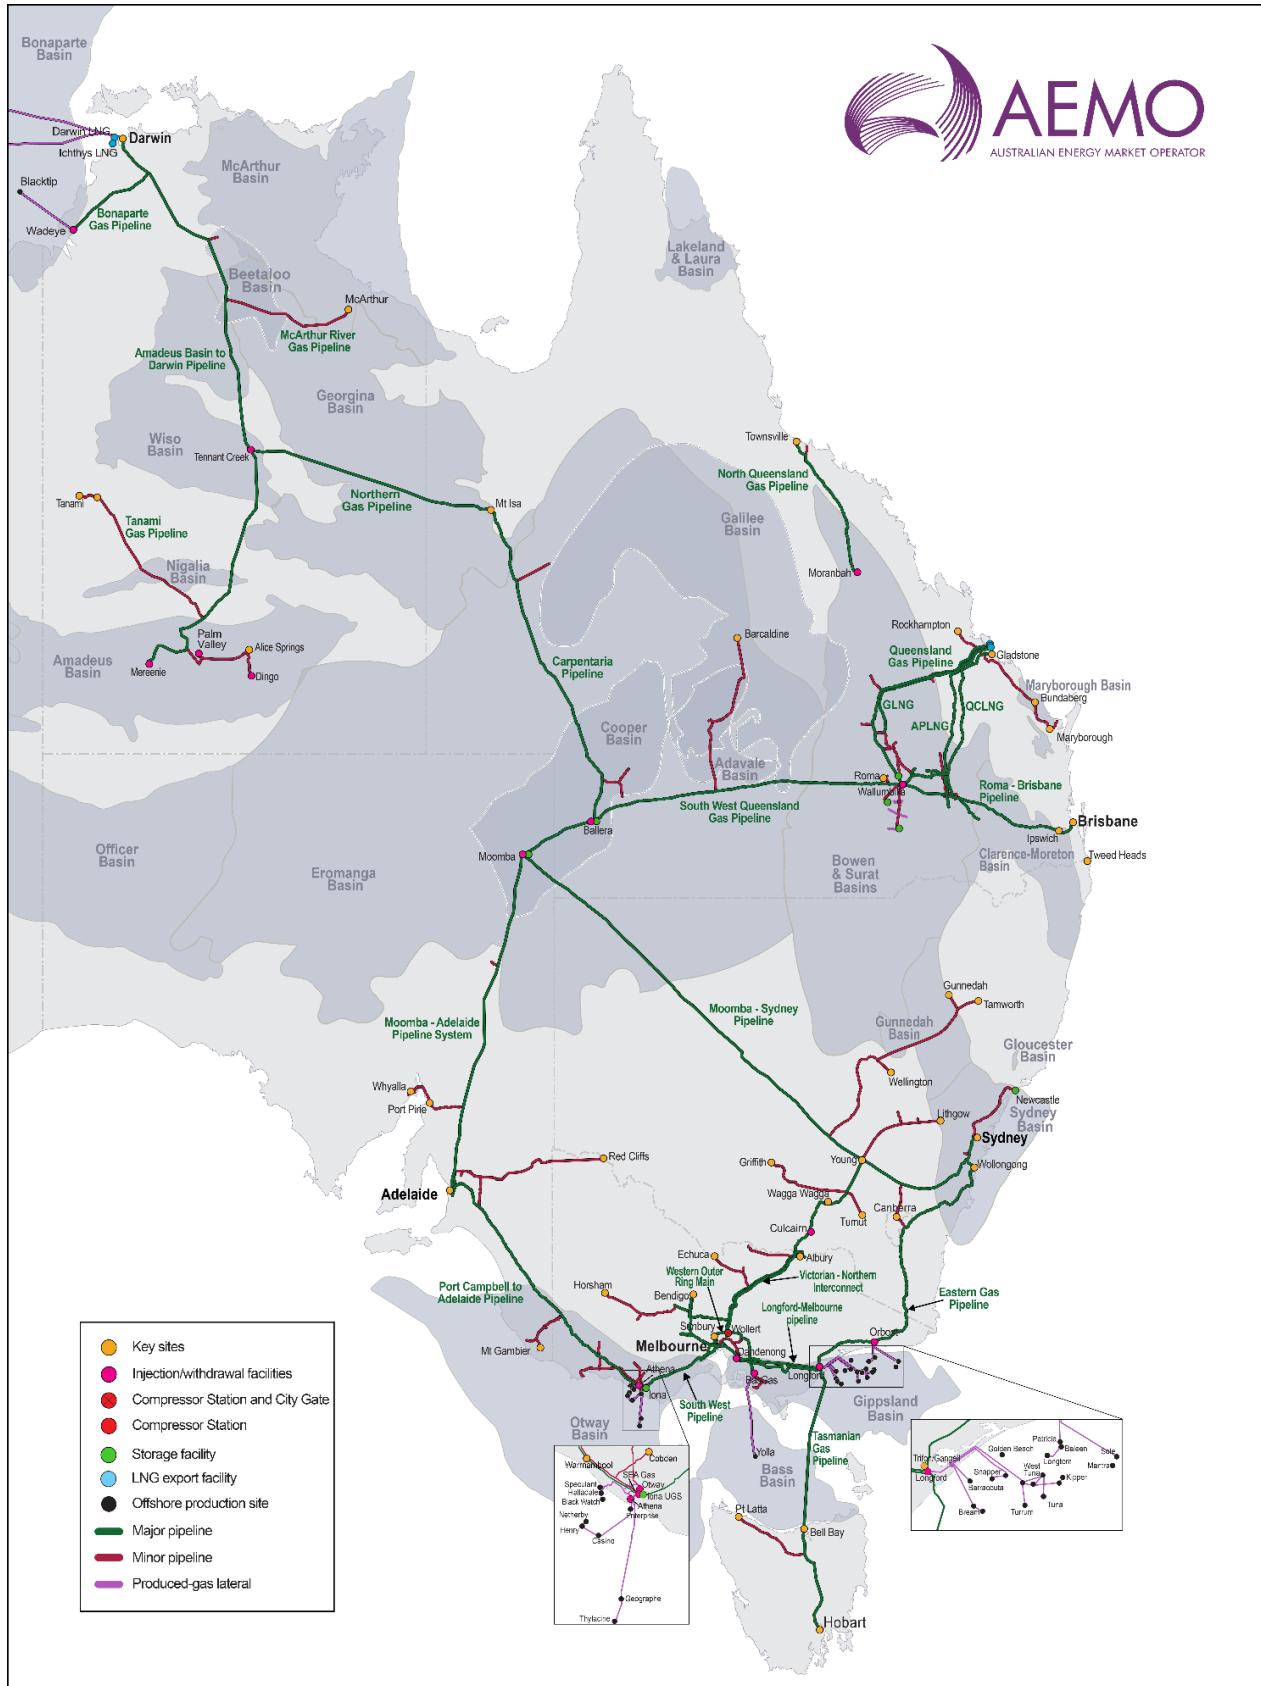 Bonaparte
Basin
AEMO
AUSTRALIAN ENERGY MARKET OPERATOR
Darwin LNG
Darwin
Ichthys LNG
McArthur
Basin
Blacktip
Bonaparte
Gas Pipeline
Wadeye
Lakeland
& Laura
Basin
Beetaloo
Basin
McArthur
McArthur River
Gas Pipeline
Amadeus Basin to
Darwin Pipeline
Georgina
Basin
Wiso
Basin
Tennant Creek
Townsville
North Queensland
Gas Pipeline
Northern
Gas Pipeline
Mt Isa
Tanami
Tanami
Gas Pipeline
Galilee
Basin
Nigalia
Basin
Moranbah
Palm
Valley
Alice Springs
Amadeus
Basin
Mereenie
Dingo
Barcaldine
Rockhampton
Queensland
Gas Pipeline
Gladstone
Carpentaria
Pipeline
Maryborough Basin
Bundaberg
GLNG
QCLNG
APLNG
Maryborough
Cooper
Basin
Adavale
Basin
Roma
Wallumbilla
Roma - Brisbane
Pipeline
South West Queensland
Gas Pipeline
Ballera
Brisbane
Ipswich
Officer
Basin
Moomba
Eromanga
Basin
Bowen
& Surat
Basins
Clarence-Moreton
Basin
Tweed Heads
Gunnedah
Tamworth
Moomba - Adelaide
Pipeline System
Moomba - Sydney
Pipeline
Gunnedah
Basin
Gloucester
Basin
Whyalla
Port Pirie
Wellington
Newcastle
Lithgow
Sydney
Basin
Sydney
Red Cliffs
Griffith
Young
Wollongong
Adelaide
Wagga Wagga
Tumut
Canberra
Culcairn
Echuca
Albury
Western Outer
Ring Main
Victorian - Northern
Interconnect
Port Campbell to
Adelaide Pipeline
Horsham
Bendigo
Longford-Melbourne
pipeline
Eastern Gas
Pipeline
Sunbury
Wollert
Orbost
Melbourne
Mt Gambier
Dandenong
Athena
Longford
BassGas
Iona
South West
Pipeline
Gippsland
Basin
Otway
Basin
Tasmanian
Gas
Pipeline
Yolla
Bass
Basin
Key sites
Injection/withdrawal facilities
Compressor Station and City Gate
Compressor Station
Storage facility
LNG export facility
Offshore production site
Major pipeline
Minor pipeline
Produced-gas lateral
Warrnambool
Cobden
SEA Gas
Speculant
Otway
Halladale
Iona UGS
Black Watch
Athena
Enterprise
Netherby
Henry
Casino
Geographe
Thylacine
Patricia
Golden Beach
Baleen
Sole
Longtom
Mantra
Longford
Snapper
West
Tuna
Kipper
Barracouta
Tuna
Bream
Turrum
Pt Latta
Bell Bay
Hobart